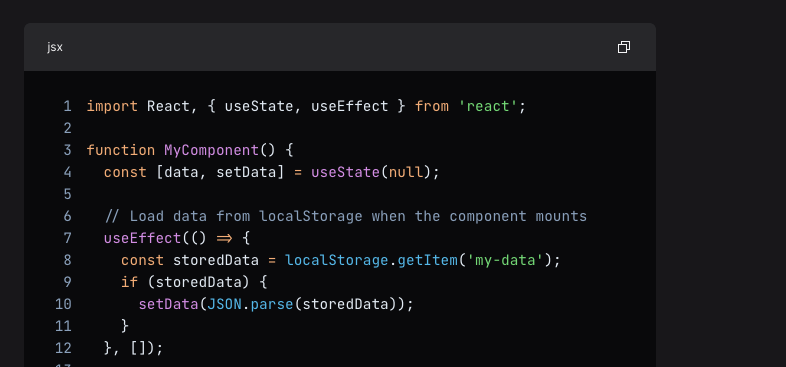 jsx
1 import React, { useState, useEffect } from 'react';
2
3 function MyComponent() {
4   const [data, setData] = useState(null);
5
6   // Load data from localStorage when the component mounts
7   useEffect(() => {
8     const storedData = localStorage.getItem('my-data');
9     if (storedData) {
10       setData(JSON.parse(storedData));
11     }
12   }, []);